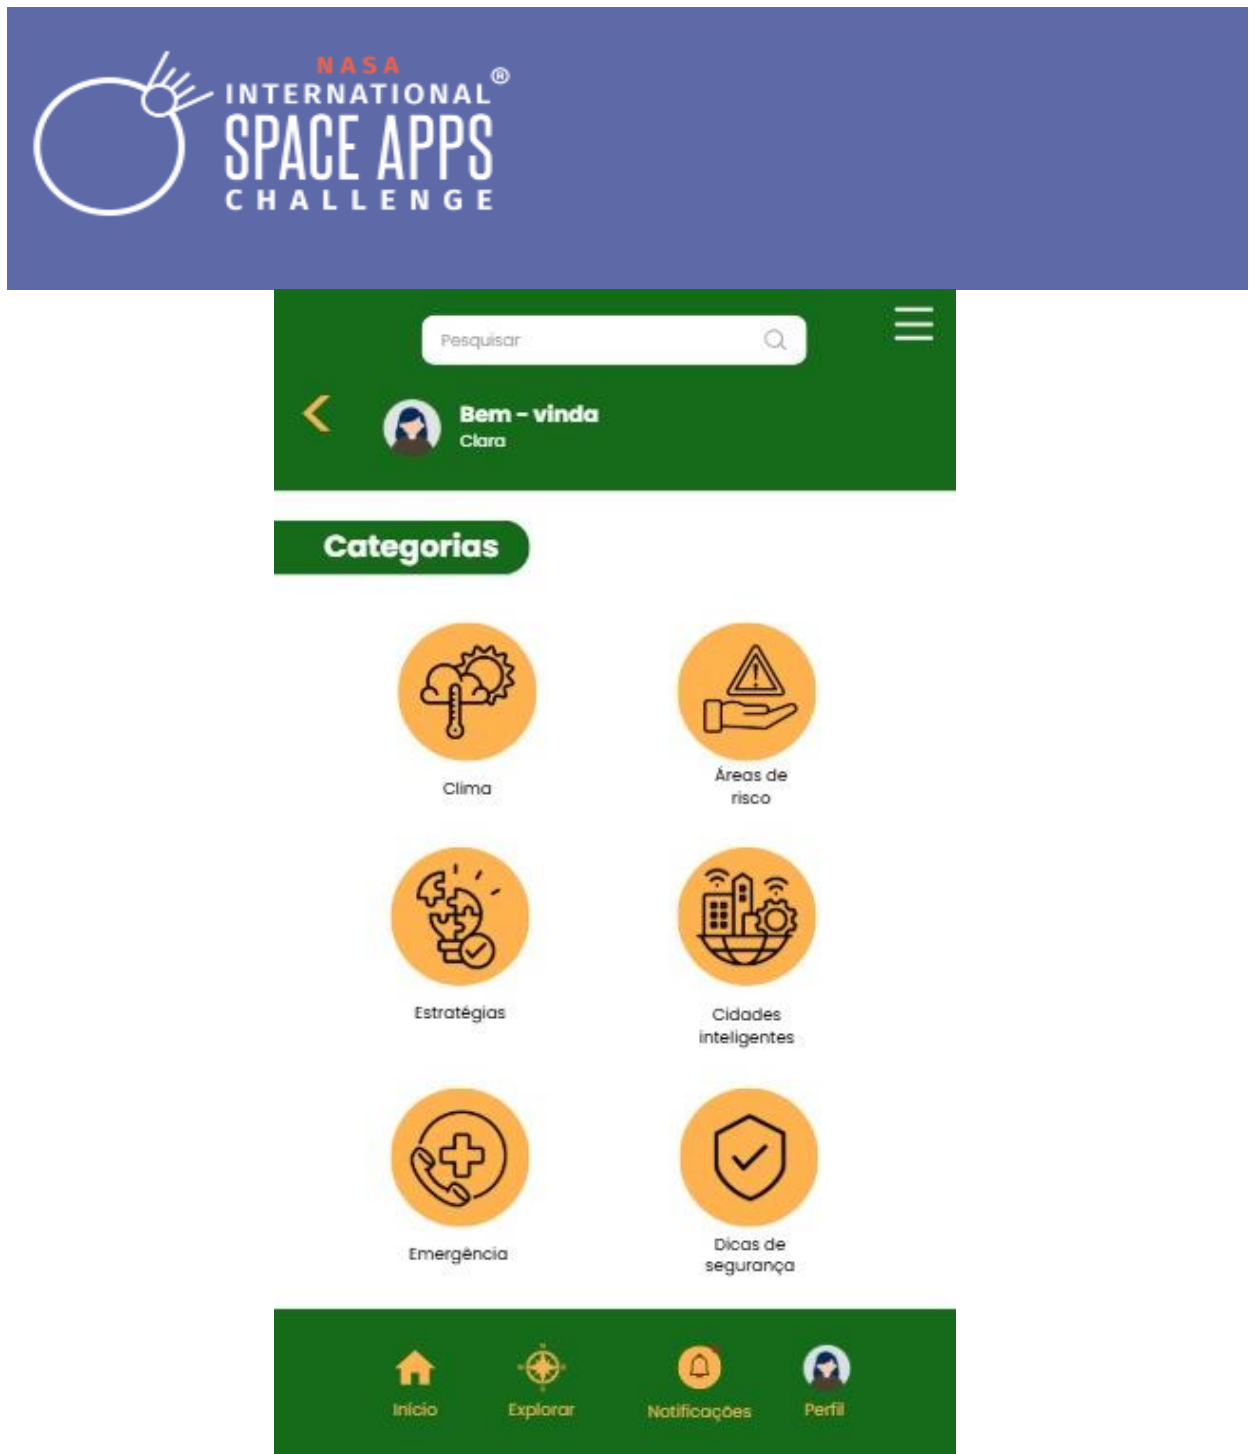 NASA
INTERNATIONAL®
SPACE APPS
CHALLENGE
Pesquisar
Bem - vinda
Clara
Categorias
Clima
Áreas de
risco
Estratégias
Cidades
inteligentes
Emergência
Dicas de
segurança
Início
Explorar
Notificações
Perfil